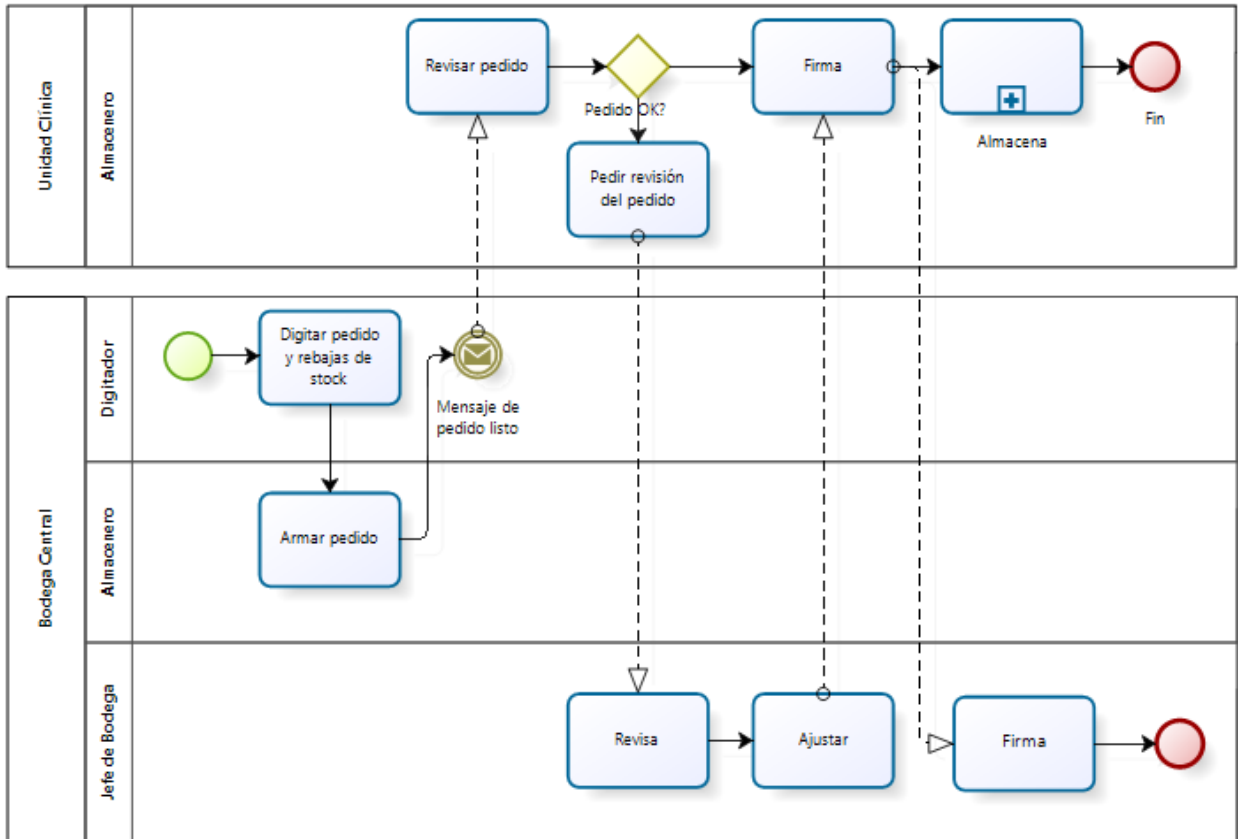 Unidad Clínica
Almacenero
Revisar pedido
Pedido OK?
Firma
Almacena
Fin
Pedir revisión
del pedido
Bodega Central
Digitador
Digitar pedido
y rebajas de
stock
Mensaje de
pedido listo
Almacenero
Armar pedido
Jefe de Bodega
Revisa
Ajustar
Firma